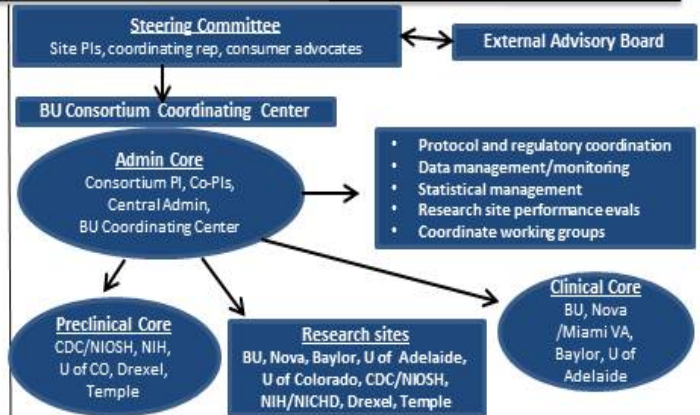 Steering Committee
Site PIs, coordinating rep, consumer advocates
External Advisory Board
BU Consortium Coordinating Center
Admin Core
Consortium PI, Co-PIs,
Central Admin,
BU Coordinating Center
• Protocol and regulatory coordination
• Data management/monitoring
• Statistical management
• Research site performance evals
• Coordinate working groups
Preclinical Core
CDC/NIOSH, NIH,
U of CO, Drexel,
Temple
Research sites
BU, Nova, Baylor, U of Adelaide,
U of Colorado, CDC/NIOSH,
NIH/NICHD, Drexel, Temple
Clinical Core
BU, Nova
/Miami VA,
Baylor, U of
Adelaide